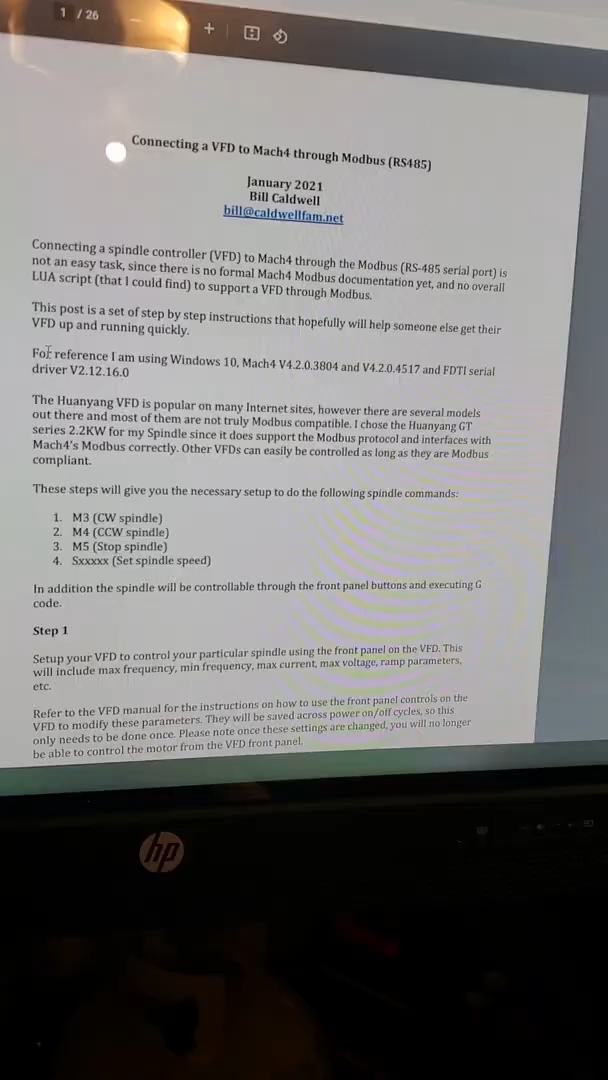 1 / 26
Connecting a VFD to Mach4 through Modbus (RS485)
January 2021
Bill Caldwell
bill@caldwellfam.net
Connecting a spindle controller (VFD) to Mach4 through the Modbus (RS-485 serial port) is
not an easy task, since there is no formal Mach4 Modbus documentation yet, and no overall
LUA script (that I could find) to support a VFD through Modbus.
This post is a set of step by step instructions that hopefully will help someone else get their
VFD up and running quickly.
For reference I am using Windows 10, Mach4 V4.2.0.3804 and V4.2.0.4517 and FDTI serial
driver V2.12.16.0
The Huanyang VFD is popular on many Internet sites, however there are several models
out there and most of them are not truly Modbus compatible. I chose the Huanyang GT
series 2.2KW for my Spindle since it does support the Modbus protocol and interfaces with
Mach4's Modbus correctly. Other VFDs can easily be controlled as long as they are Modbus
compliant.
These steps will give you the necessary setup to do the following spindle commands:
1. M3 (CW spindle)
2. M4 (CCW spindle)
3. M5 (Stop spindle)
4. Sxxxxx (Set spindle speed)
In addition the spindle will be controllable through the front panel buttons and executing G
code.
Step 1
Setup your VFD to control your particular spindle using the front panel on the VFD. This
will include max frequency, min frequency, max current, max voltage, ramp parameters,
etc.
Refer to the VFD manual for the instructions on how to use the front panel controls on the
VFD to modify these parameters. They will be saved across power on/off cycles, so this
only needs to be done once. Please note once these settings are changed, you will no longer
be able to control the motor from the VFD front panel.
hp